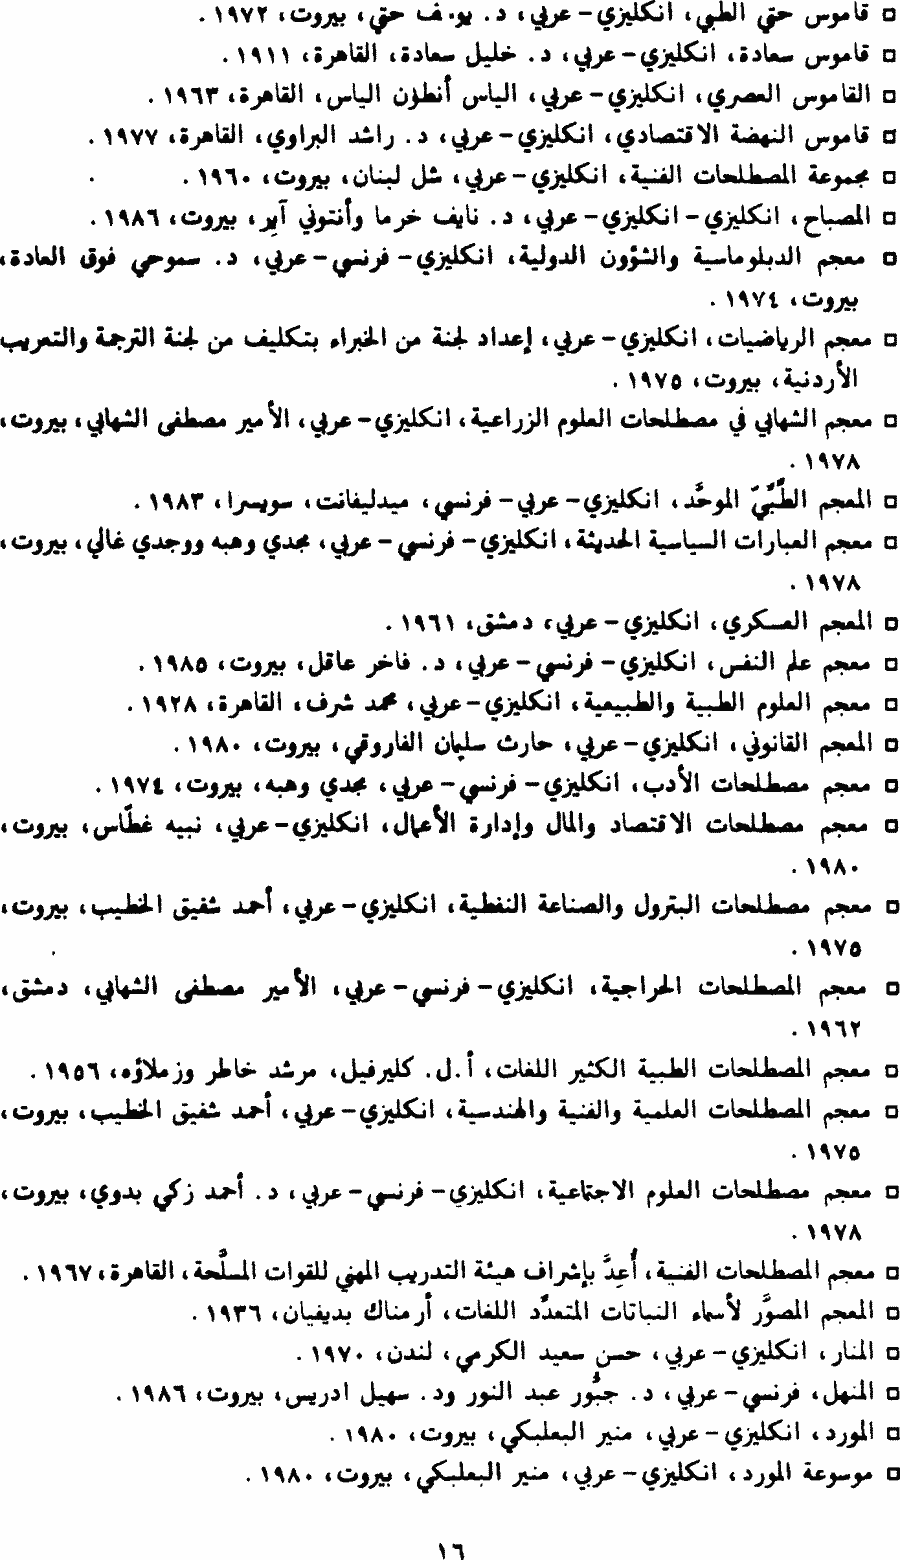 □ قاموس حتي الطبي، انكليزي – عربي، د. يوسف حتي، بيروت، ١٩٧٢ .
□ قاموس سعادة، انكليزي – عربي، د. خليل سعادة، القاهرة، ١٩١١ .
□ القاموس العصري، انكليزي – عربي، الياس أنطون الياس، القاهرة، ١٩٦٣ .
□ قاموس النهضة الاقتصادي، انكليزي – عربي، د. راشد البراوي، القاهرة، ١٩٧٧ .
□ مجموعة المصطلحات الفنية، انكليزي – عربي، شل لبنان، بيروت، ١٩٦٠ .
□ المصباح، انكليزي – انكليزي – عربي، د. نايف خرما وأنتوني آير، بيروت، ١٩٨٦ .
□ معجم الدبلوماسية والشؤون الدولية، انكليزي – فرنسي – عربي، د. سموحي فوق العادة،
بيروت، ١٩٧٤ .
□ معجم الرياضيات، انكليزي – عربي، إعداد لجنة من الخبراء بتكليف من لجنة الترجمة والتعريب
الأردنية، بيروت، ١٩٧٥ .
□ معجم الشهابي في مصطلحات العلوم الزراعية، انكليزي – عربي، الأمير مصطفى الشهابي، بيروت،
١٩٧٨ .
□ المعجم الطِّبِّيّ الموحَّد، انكليزي – عربي – فرنسي، ميدليفانت، سويسرا، ١٩٨٣ .
□ معجم العبارات السياسية الحديثة، انكليزي – فرنسي – عربي، مجدي وهبه ووجدي غالي، بيروت،
١٩٧٨ .
□ المعجم العسكري، انكليزي – عربي، دمشق، ١٩٦١ .
□ معجم علم النفس، انكليزي – فرنسي – عربي، د. فاخر عاقل، بيروت، ١٩٨٥ .
□ معجم العلوم الطبية والطبيعية، انكليزي – عربي، محمد شرف، القاهرة، ١٩٢٨ .
□ المعجم القانوني، انكليزي – عربي، حارث سليمان الفاروقي، بيروت، ١٩٨٠ .
□ معجم مصطلحات الأدب، انكليزي – فرنسي – عربي، مجدي وهبه، بيروت، ١٩٧٤ .
□ معجم مصطلحات الاقتصاد والمال وإدارة الأعمال، انكليزي – عربي، نبيه غطّاس، بيروت،
١٩٨٠ .
□ معجم مصطلحات البترول والصناعة النفطية، انكليزي – عربي، أحمد شفيق الخطيب، بيروت،
١٩٧٥ .
□ معجم المصطلحات الحراجية، انكليزي – فرنسي – عربي، الأمير مصطفى الشهابي، دمشق،
١٩٦٢ .
□ معجم المصطلحات الطبية الكثير اللغات، أ.ل. كليرفيل، مرشد خاطر وزملاؤه، ١٩٥٦ .
□ معجم المصطلحات العلمية والفنية والهندسية، انكليزي – عربي، أحمد شفيق الخطيب، بيروت،
١٩٧٥ .
□ معجم مصطلحات العلوم الاجتماعية، انكليزي – فرنسي – عربي، د. أحمد زكي بدوي، بيروت،
١٩٧٨ .
□ معجم المصطلحات الفنية، أُعِدَّ بإشراف هيئة التدريب المهني للقوات المسلَّحة، القاهرة، ١٩٦٧ .
□ المعجم المصوَّر لأسماء النباتات المتعدِّد اللغات، أرمناك بديفيان، ١٩٣٦ .
□ المنار، انكليزي – عربي، حسن سعيد الكرمي، لندن، ١٩٧٠ .
□ المنهل، فرنسي – عربي، د. جبُّور عبد النور ود. سهيل ادريس، بيروت، ١٩٨٦ .
□ المورد، انكليزي – عربي، منير البعلبكي، بيروت، ١٩٨٠ .
□ موسوعة المورد، انكليزي – عربي، منير البعلبكي، بيروت، ١٩٨٠ .
١٦